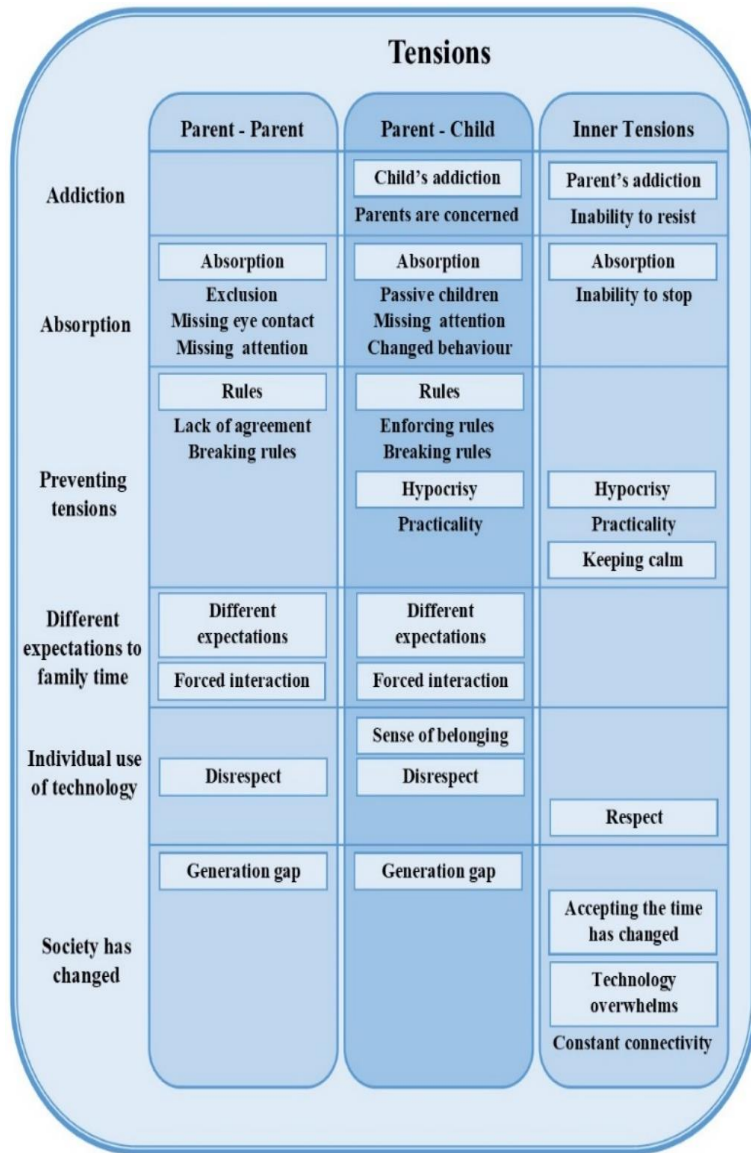 Tensions
Parent - Parent
Parent - Child
Inner Tensions
Addiction
Child's addiction
Parents are concerned
Parent's addiction
Inability to resist
Absorption
Absorption
Exclusion
Missing eye contact
Missing attention
Absorption
Passive children
Missing attention
Changed behaviour
Absorption
Inability to stop
Preventing
tensions
Rules
Lack of agreement
Breaking rules
Rules
Enforcing rules
Breaking rules
Hypocrisy
Practicality
Hypocrisy
Practicality
Keeping calm
Different
expectations to
family time
Different
expectations
Forced interaction
Different
expectations
Forced interaction
Individual use
of technology
Disrespect
Sense of belonging
Disrespect
Respect
Society has
changed
Generation gap
Generation gap
Accepting the time
has changed
Technology
overwhelms
Constant connectivity